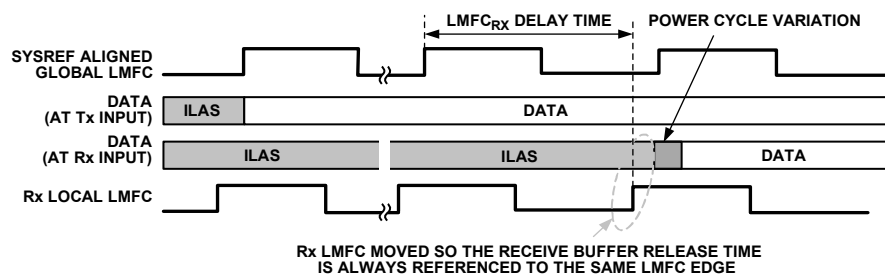 LMFCRX DELAY TIME
POWER CYCLE VARIATION
SYSREF ALIGNED
GLOBAL LMFC
DATA
(AT Tx INPUT)
ILAS
DATA
DATA
(AT Rx INPUT)
ILAS
ILAS
DATA
Rx LOCAL LMFC
Rx LMFC MOVED SO THE RECEIVE BUFFER RELEASE TIME
IS ALWAYS REFERENCED TO THE SAME LMFC EDGE